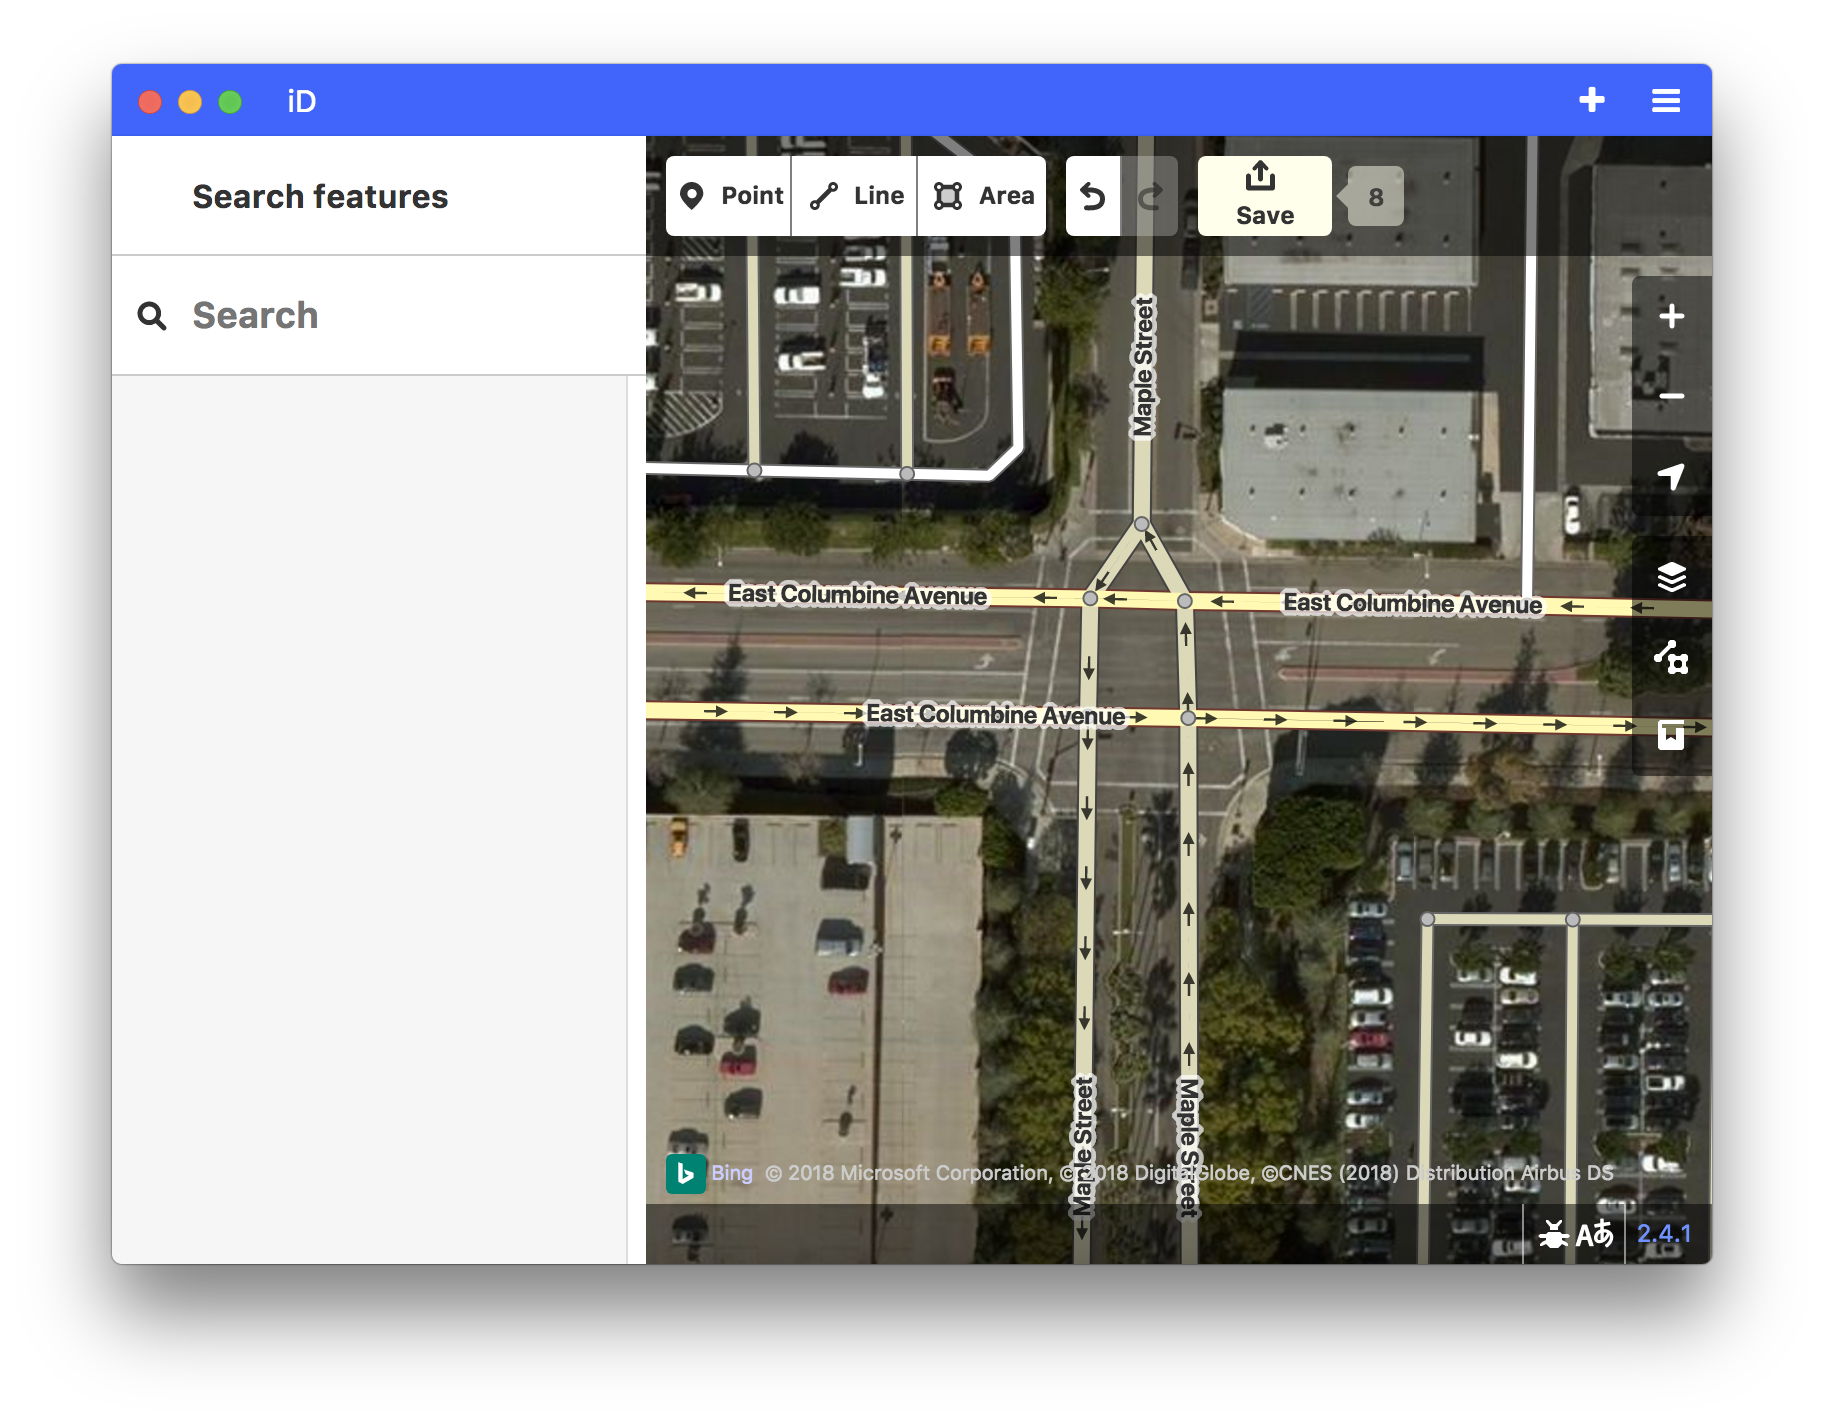 iD
Search features
Search
Point
Line
Area
Save
8
Maple Street
East Columbine Avenue
East Columbine Avenue
East Columbine Avenue
Maple Street
Maple Street
Bing © 2018 Microsoft Corporation, © 2018 DigitalGlobe, ©CNES (2018) Distribution Airbus DS
Aあ
2.4.1